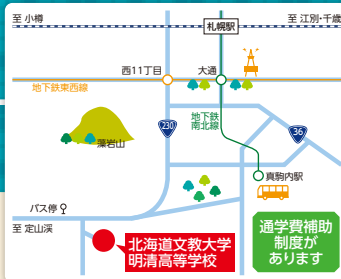 至 小樽
札幌駅
至 江別・千歳
西11丁目
大通
地下鉄東西線
地下鉄
南北線
230
36
藻岩山
真駒内駅
バス停
至 定山渓
北海道文教大学
明清高等学校
通学費補助
制度が
あります